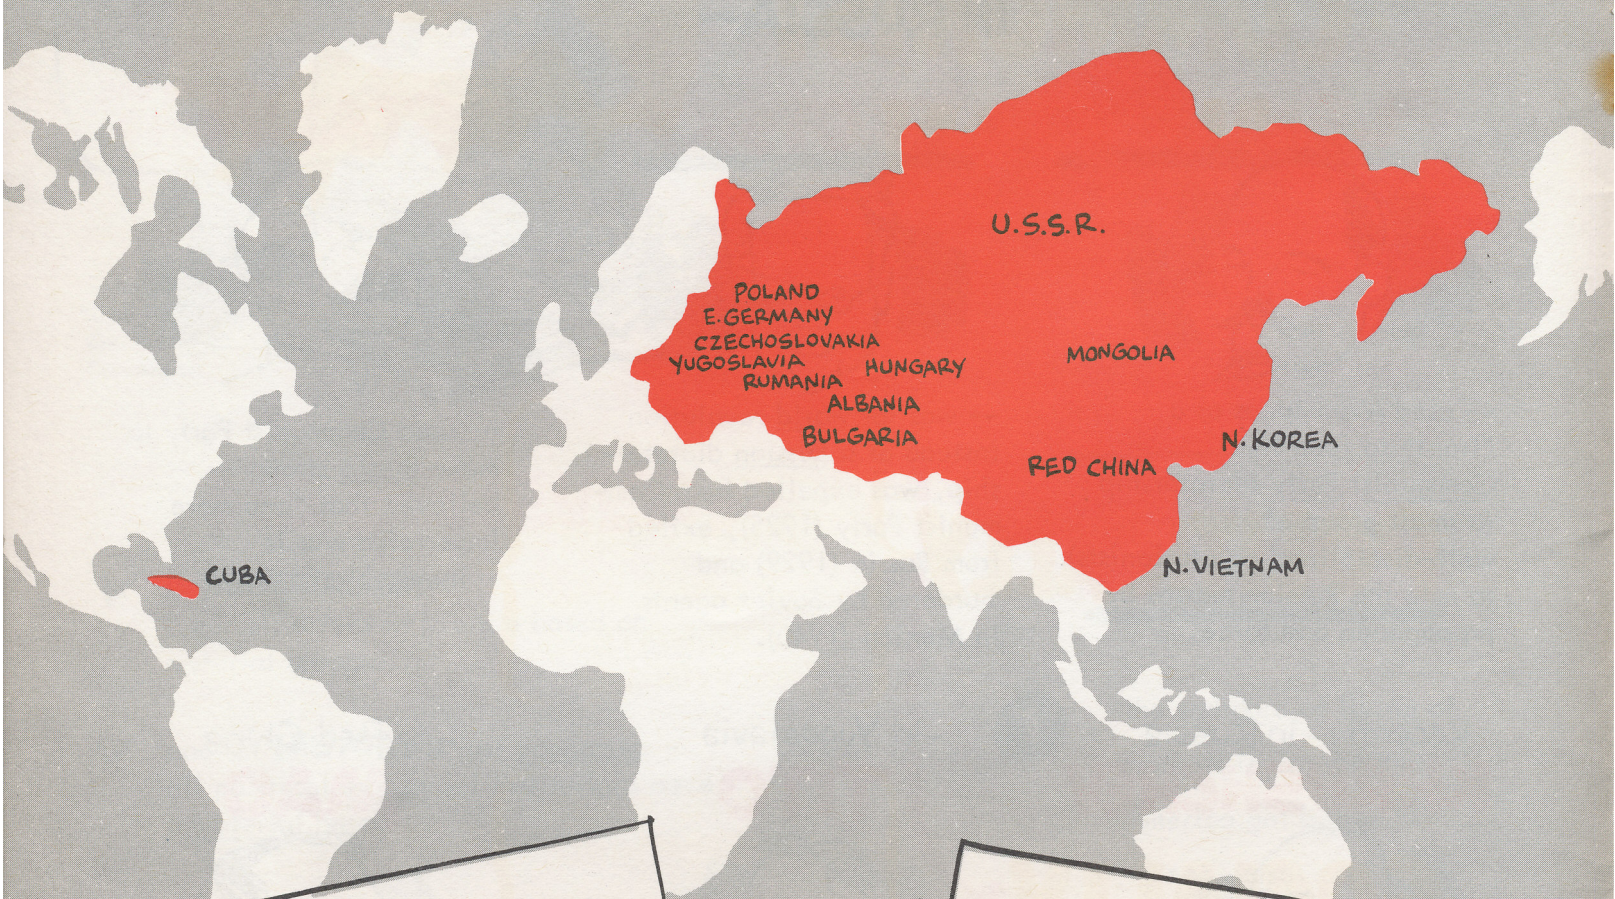 U.S.S.R.
POLAND
E. GERMANY
CZECHOSLOVAKIA
YUGOSLAVIA
HUNGARY
RUMANIA
ALBANIA
BULGARIA
MONGOLIA
N. KOREA
RED CHINA
N. VIETNAM
CUBA